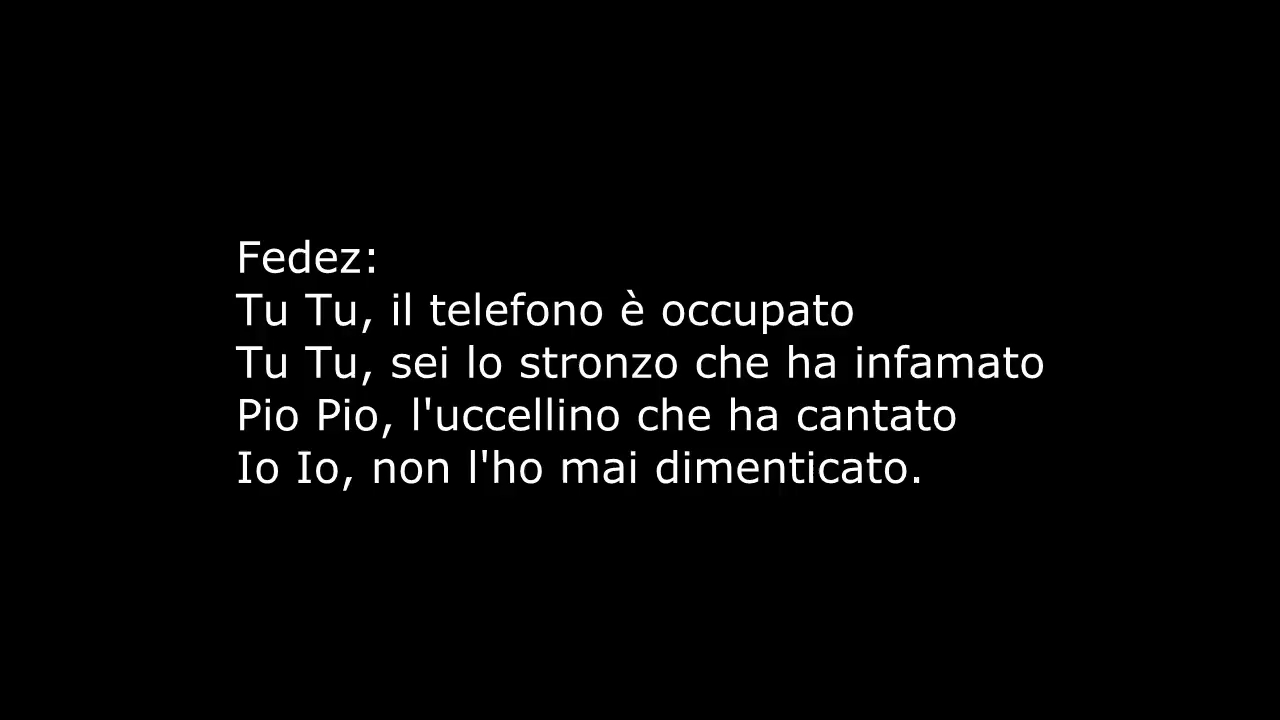 Fedez:
Tu Tu, il telefono è occupato
Tu Tu, sei lo stronzo che ha infamato
Pio Pio, l'uccellino che ha cantato
Io Io, non l'ho mai dimenticato.